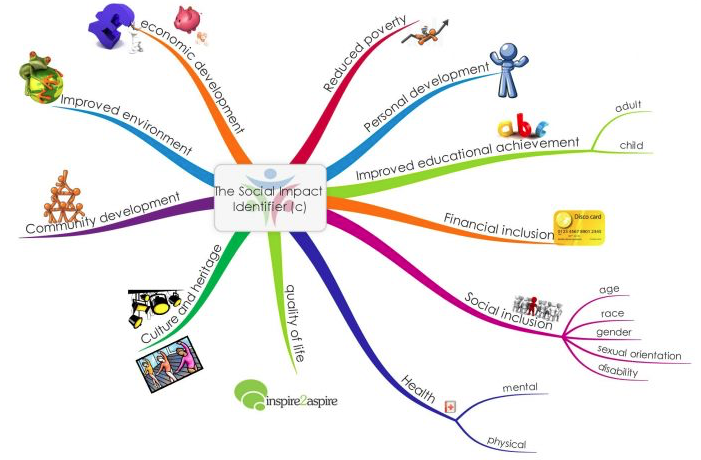 economic development
Reduced poverty
Personal development
Improved environment
abc
Improved educational achievement
adult
child
Community development
The Social Impact
Identifier (c)
Financial inclusion
Disco card
Culture and heritage
quality of life
Social inclusion
age
race
gender
sexual orientation
disability
Health
mental
physical
inspire2aspire